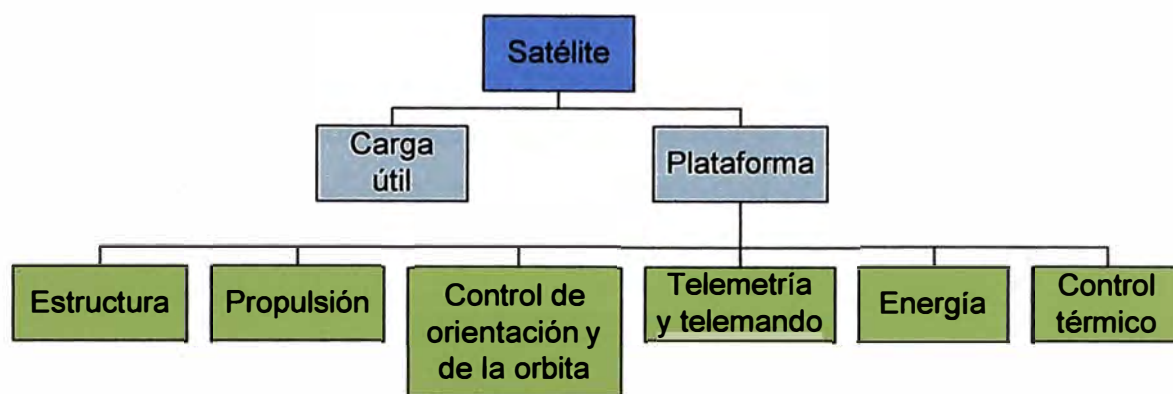 Satélite
Carga
útil
Plataforma
Estructura
Propulsión
Control de
orientación y
de la orbita
Telemetría
y telemando
Energía
Control
térmico